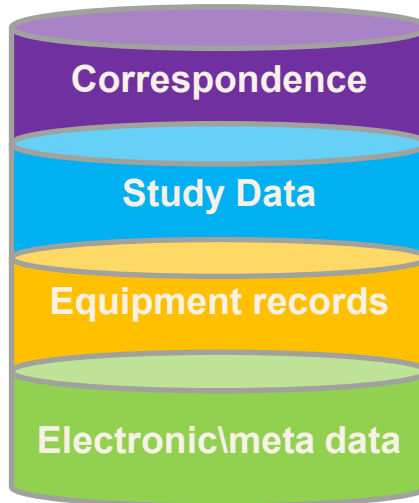 Correspondence
Study Data
Equipment records
Electronic\meta data